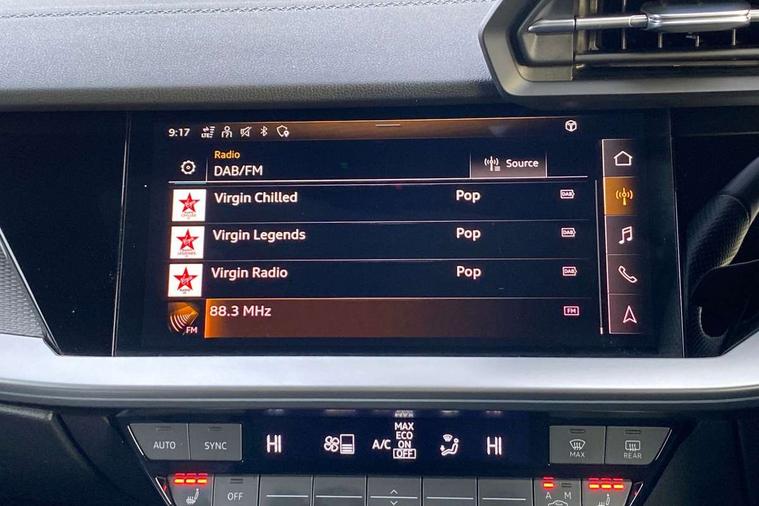 9:17 LTE
Radio
DAB/FM
Source
Virgin Chilled Pop DAB
Virgin Legends Pop DAB
Virgin Radio Pop DAB
88.3 MHz FM
FM
AUTO SYNC HI A/C MAX HI MAX REAR
ECO
ON
OFF
OFF A M